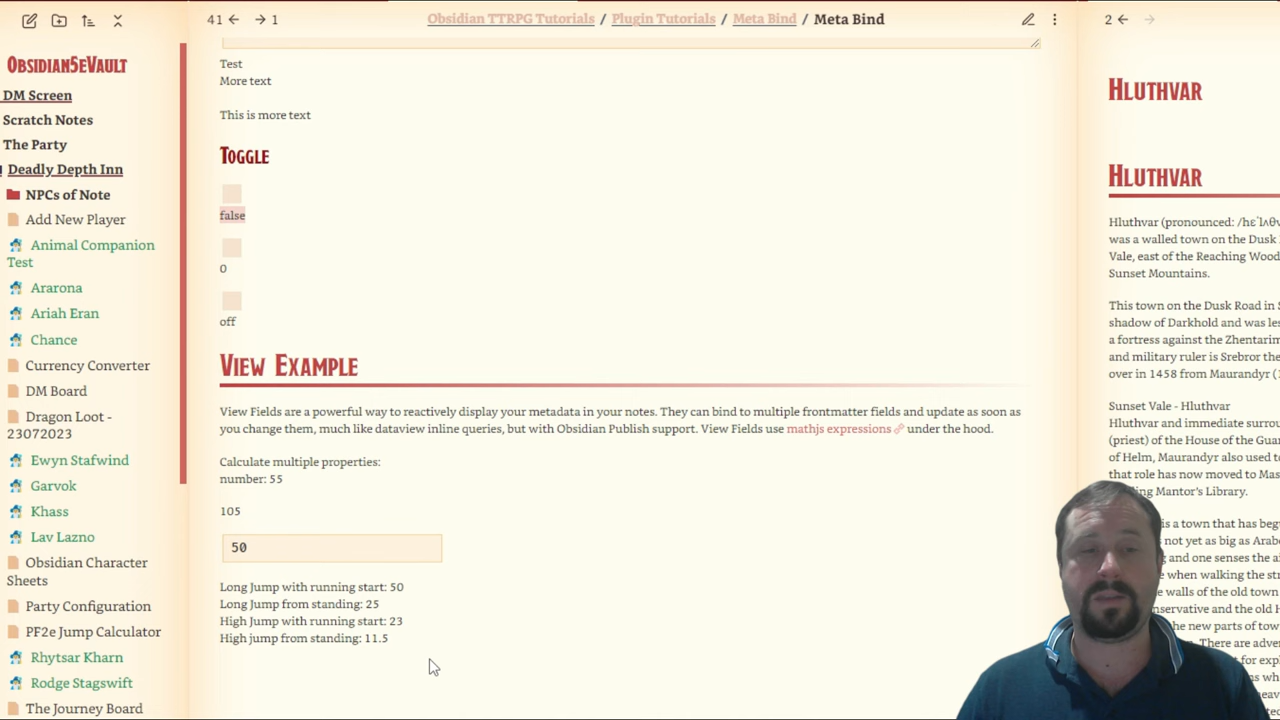 41
1
Obsidian TTRPG Tutorials / Plugin Tutorials / Meta Bind / Meta Bind
2
Obsidian5eVault
DM Screen
Scratch Notes
The Party
Deadly Depth Inn
NPCs of Note
Add New Player
Animal Companion
Test
Ararona
Ariah Eran
Chance
Currency Converter
DM Board
Dragon Loot -
23072023
Ewyn Stafwind
Garvok
Khass
Lav Lazno
Obsidian Character
Sheets
Party Configuration
PF2e Jump Calculator
Rhytsar Kharn
Rodge Stagswift
The Journey Board
Test
More text
This is more text
Toggle
false
0
off
View Example
View Fields are a powerful way to reactively display your metadata in your notes. They can bind to multiple frontmatter fields and update as soon as
you change them, much like dataview inline queries, but with Obsidian Publish support. View Fields use mathjs expressions under the hood.
Calculate multiple properties:
number: 55
105
50
Long Jump with running start: 50
Long Jump from standing: 25
High Jump with running start: 23
High jump from standing: 11.5
Hluthvar
Hluthvar
Hluthvar (pronounced:
was a walled town on the Dusk
Vale, east of the Reaching Wood
Sunset Mountains.
This town on the Dusk Road in
shadow of Darkhold and was les
a fortress against the Zhentarim
and military ruler is Srebror the
over in 1458 from Maurandyr (
Sunset Vale - Hluthvar
Hluthvar and immediate surrou
(priest) of the House of the Gua
of Helm, Maurandyr also used to
that role has now moved to Mas
Mantor's Library.
is a town that has beg
not yet as big as Arab
and one senses the ai
when walking the str
walls of the old town
nservative and the old H
he new parts of tow
There are adve
for exp